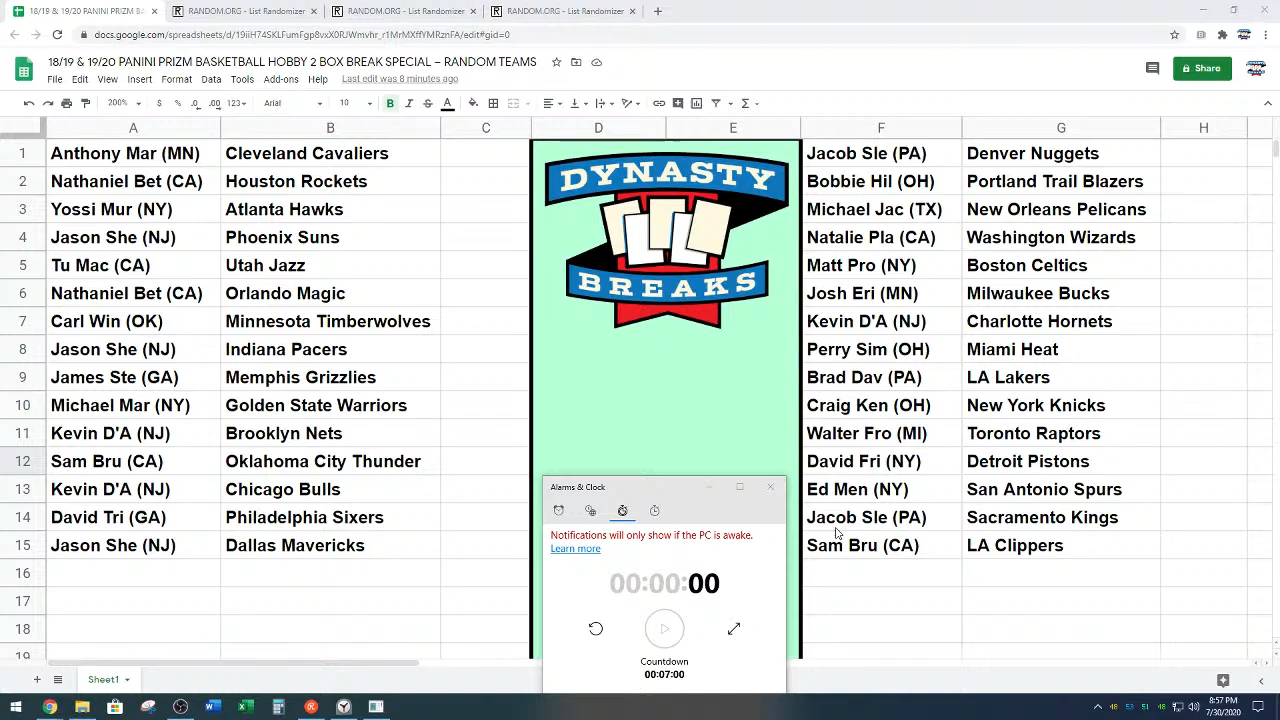 18/19 & 19/20 PANINI PRIZM BA
RANDOM.ORG - List Randomizer
RANDOM.ORG - List Randomizer
RANDOM.ORG - List Randomizer
18/19 & 19/20 PANINI PRIZM BASKETBALL HOBBY 2 BOX BREAK SPECIAL – RANDOM TEAMS
Share
File Edit View Insert Format Data Tools Add-ons Help Last edit was 8 minutes ago
200% $ % .0 .00 123 Arial 10 B I S A
A B C D E F G H
1 Anthony Mar (MN) Cleveland Cavaliers Jacob Sle (PA) Denver Nuggets
2 Nathaniel Bet (CA) Houston Rockets Bobbie Hil (OH) Portland Trail Blazers
3 Yossi Mur (NY) Atlanta Hawks Michael Jac (TX) New Orleans Pelicans
4 Jason She (NJ) Phoenix Suns Natalie Pla (CA) Washington Wizards
5 Tu Mac (CA) Utah Jazz Matt Pro (NY) Boston Celtics
6 Nathaniel Bet (CA) Orlando Magic Josh Eri (MN) Milwaukee Bucks
7 Carl Win (OK) Minnesota Timberwolves Kevin D'A (NJ) Charlotte Hornets
8 Jason She (NJ) Indiana Pacers Perry Sim (OH) Miami Heat
9 James Ste (GA) Memphis Grizzlies Brad Dav (PA) LA Lakers
10 Michael Mar (NY) Golden State Warriors Craig Ken (OH) New York Knicks
11 Kevin D'A (NJ) Brooklyn Nets Walter Fro (MI) Toronto Raptors
12 Sam Bru (CA) Oklahoma City Thunder David Fri (NY) Detroit Pistons
13 Kevin D'A (NJ) Chicago Bulls Ed Men (NY) San Antonio Spurs
14 David Tri (GA) Philadelphia Sixers Jacob Sle (PA) Sacramento Kings
15 Jason She (NJ) Dallas Mavericks Sam Bru (CA) LA Clippers
16
17
18
19
DYNASTY
BREAKS
Alarms & Clock
Notifications will only show if the PC is awake.
Learn more
00:00:00
Countdown
00:07:00
Sheet1
48 53 51 48
8:57 PM
7/30/2020